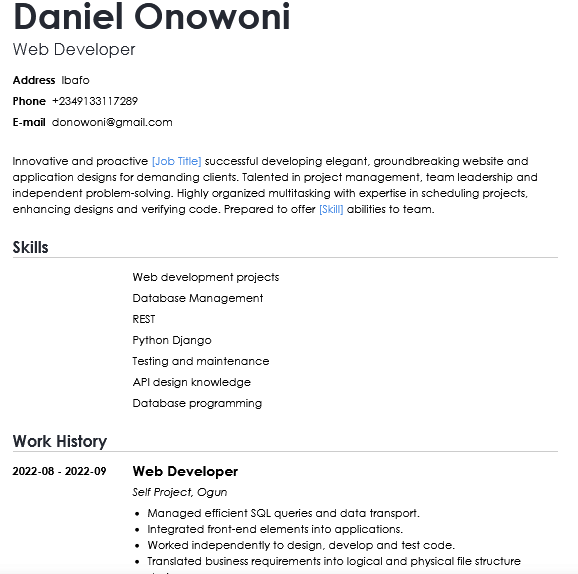 Daniel Onowoni
Web Developer
Address Ibafo
Phone +2349133117289
E-mail donowoni@gmail.com
Innovative and proactive [Job Title] successful developing elegant, groundbreaking website and
application designs for demanding clients. Talented in project management, team leadership and
independent problem-solving. Highly organized multitasking with expertise in scheduling projects,
enhancing designs and verifying code. Prepared to offer [Skill] abilities to team.
Skills
Web development projects
Database Management
REST
Python Django
Testing and maintenance
API design knowledge
Database programming
Work History
2022-08 - 2022-09 Web Developer
Self Project, Ogun
• Managed efficient SQL queries and data transport.
• Integrated front-end elements into applications.
• Worked independently to design, develop and test code.
• Translated business requirements into logical and physical file structure